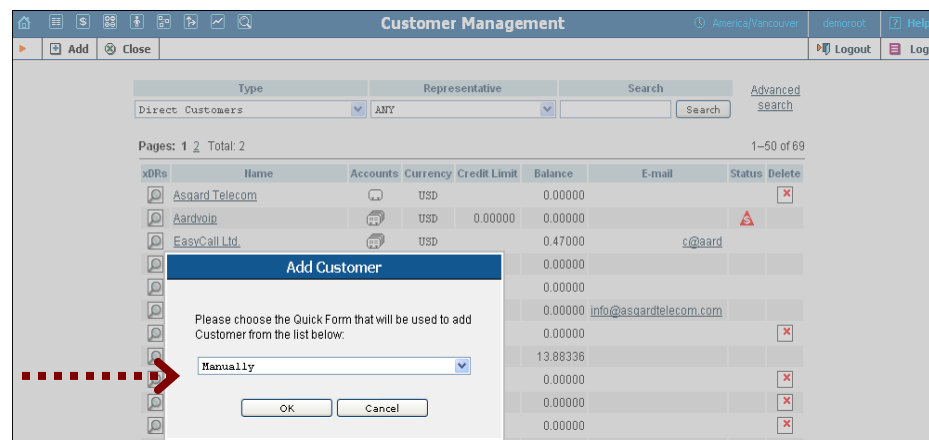 Customer Management America/Vancouver demoroot Help
Add Close Logout Log
Type Representative Search Advanced search
Direct Customers ANY Search
Pages: 1 2 Total: 2 1–50 of 69
xDRs Name Accounts Currency Credit Limit Balance E-mail Status Delete
Asgard Telecom USD 0.00000
Aardvoip USD 0.00000 0.00000
EasyCall Ltd. USD 0.47000 c@aard
0.00000
0.00000
0.00000 info@asgardtelecom.com
0.00000
13.88336
0.00000
0.00000
0.00000
Add Customer
Please choose the Quick Form that will be used to add
Customer from the list below:
Manually
OK Cancel